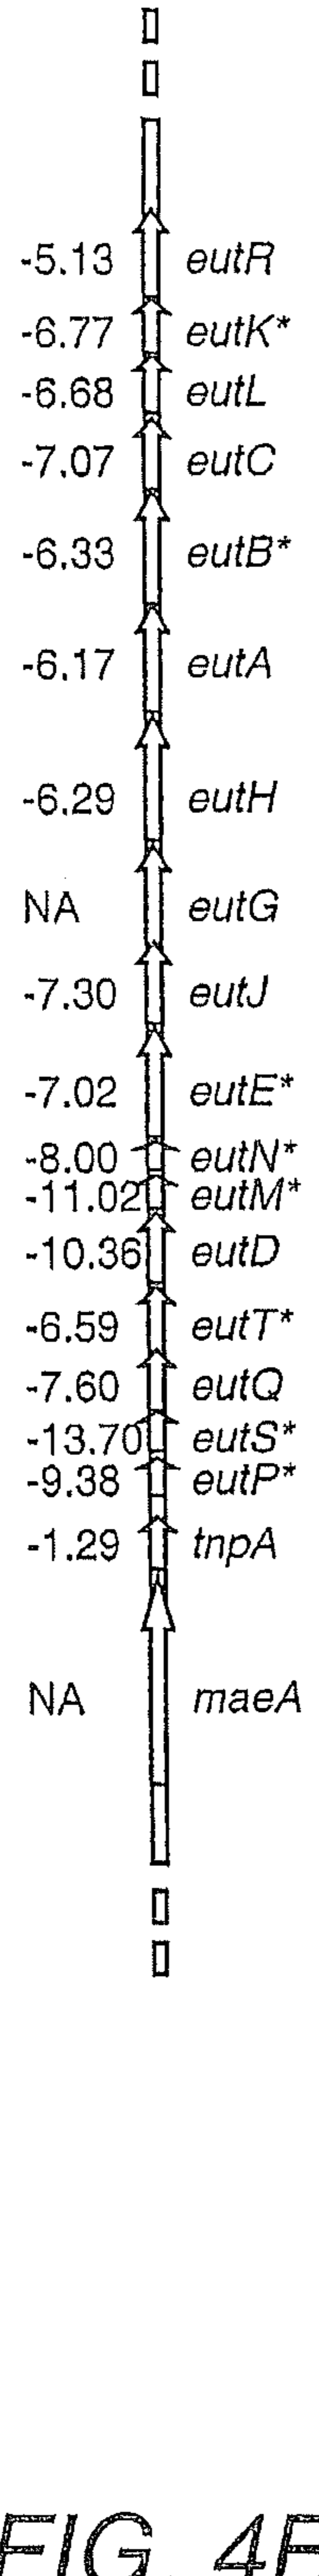 -5.13 eutR
-6.77 eutK*
-6.68 eutL
-7.07 eutC
-6.33 eutB*
-6.17 eutA
-6.29 eutH
NA eutG
-7.30 eutJ
-7.02 eutE*
-8.00 eutN*
-11.02 eutM*
-10.36 eutD
-6.59 eutT*
-7.60 eutQ
-13.70 eutS*
-9.38 eutP*
-1.29 tnpA
NA maeA
FIG. 4